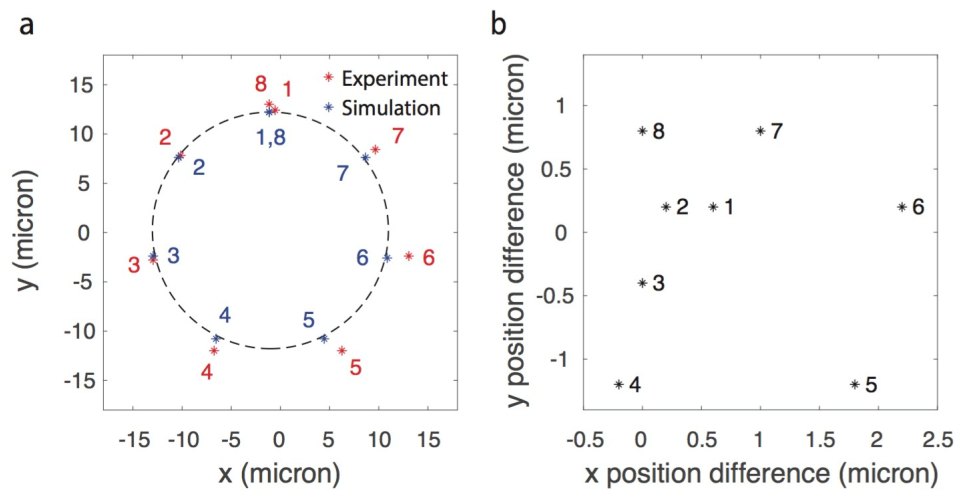 a
15
10
5
0
-5
-10
-15
y (micron)
-15 -10 -5 0 5 10 15
x (micron)
Experiment
Simulation
8 1
1,8
2
2
3 3
4
4
5
5
6 6
7
7
b
1
0.5
0
-0.5
-1
y position difference (micron)
-0.5 0 0.5 1 1.5 2 2.5
x position difference (micron)
8 7
2 1 6
3
4 5